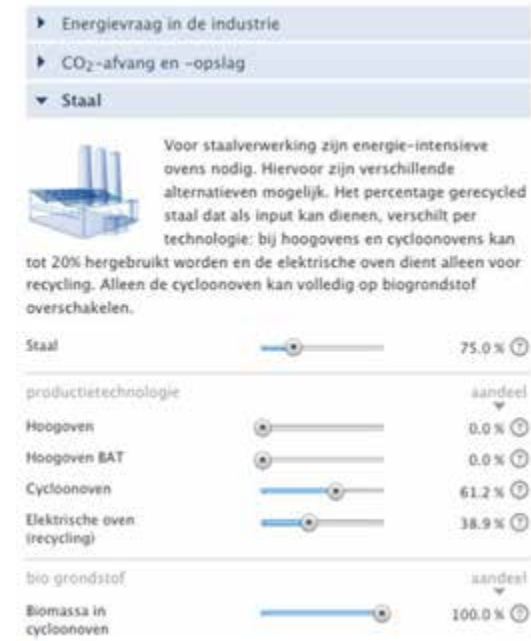 Energievraag in de industrie
CO₂-afvang en -opslag
Staal
Voor staalverwerking zijn energie-intensieve
ovens nodig. Hiervoor zijn verschillende
alternatieven mogelijk. Het percentage gerecycled
staal dat als input kan dienen, verschilt per
technologie: bij hoogovens en cycloonovens kan
tot 20% hergebruikt worden en de elektrische oven dient alleen voor
recycling. Alleen de cycloonoven kan volledig op biogrondstof
overschakelen.
Staal 75.0 % ?
productietechnologie aandeel
Hoogoven 0.0 % ?
Hoogoven BAT 0.0 % ?
Cycloonoven 61.2 % ?
Elektrische oven 38.9 % ?
(recycling)
bio grondstof aandeel
Biomassa in 100.0 % ?
cycloonoven